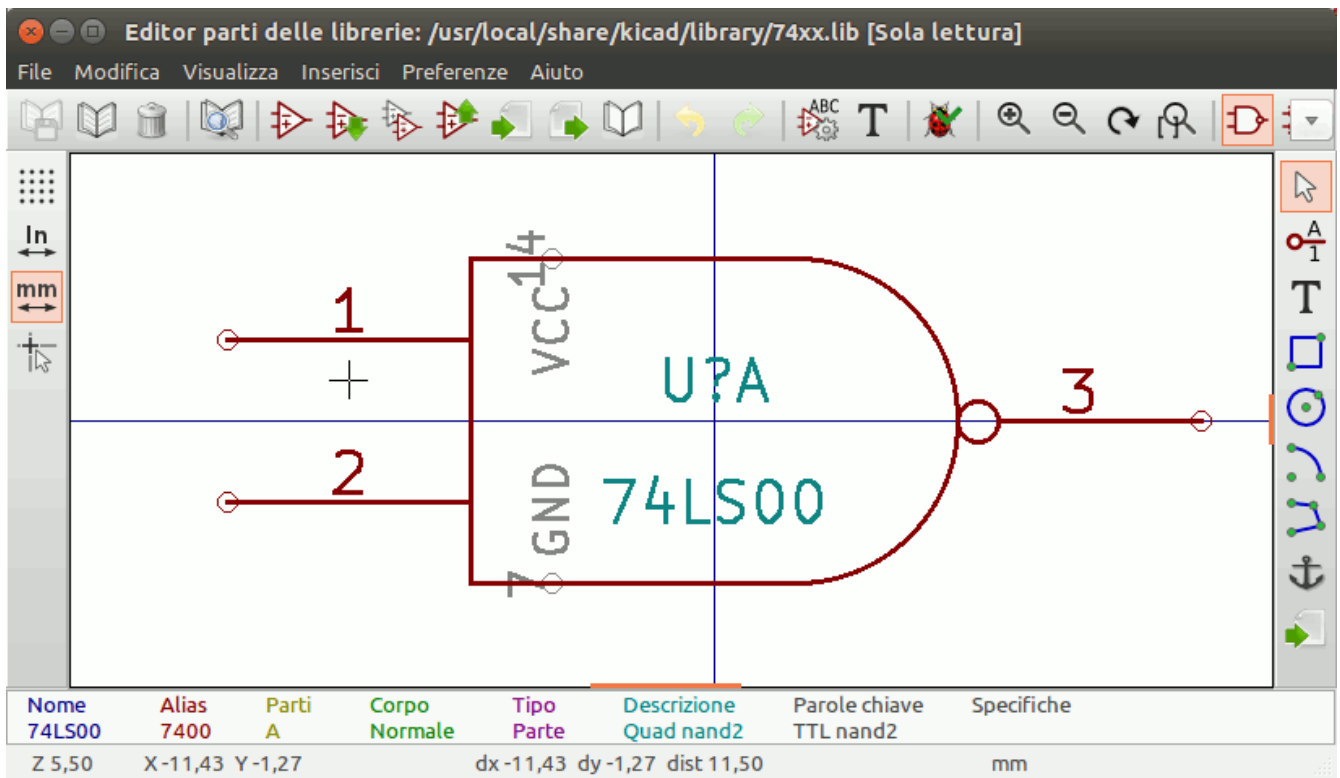 Editor parti delle librerie: /usr/local/share/kicad/library/74xx.lib [Sola lettura]
File Modifica Visualizza Inserisci Preferenze Aiuto
ABC
T
In
mm
A
1
T
14
VCC
1
U?A
3
2
GND
74LS00
7
Nome Alias Parti Corpo Tipo Descrizione Parole chiave Specifiche
74LS00 7400 A Normale Parte Quad nand2 TTL nand2
Z 5,50 X -11,43 Y -1,27 dx -11,43 dy -1,27 dist 11,50 mm